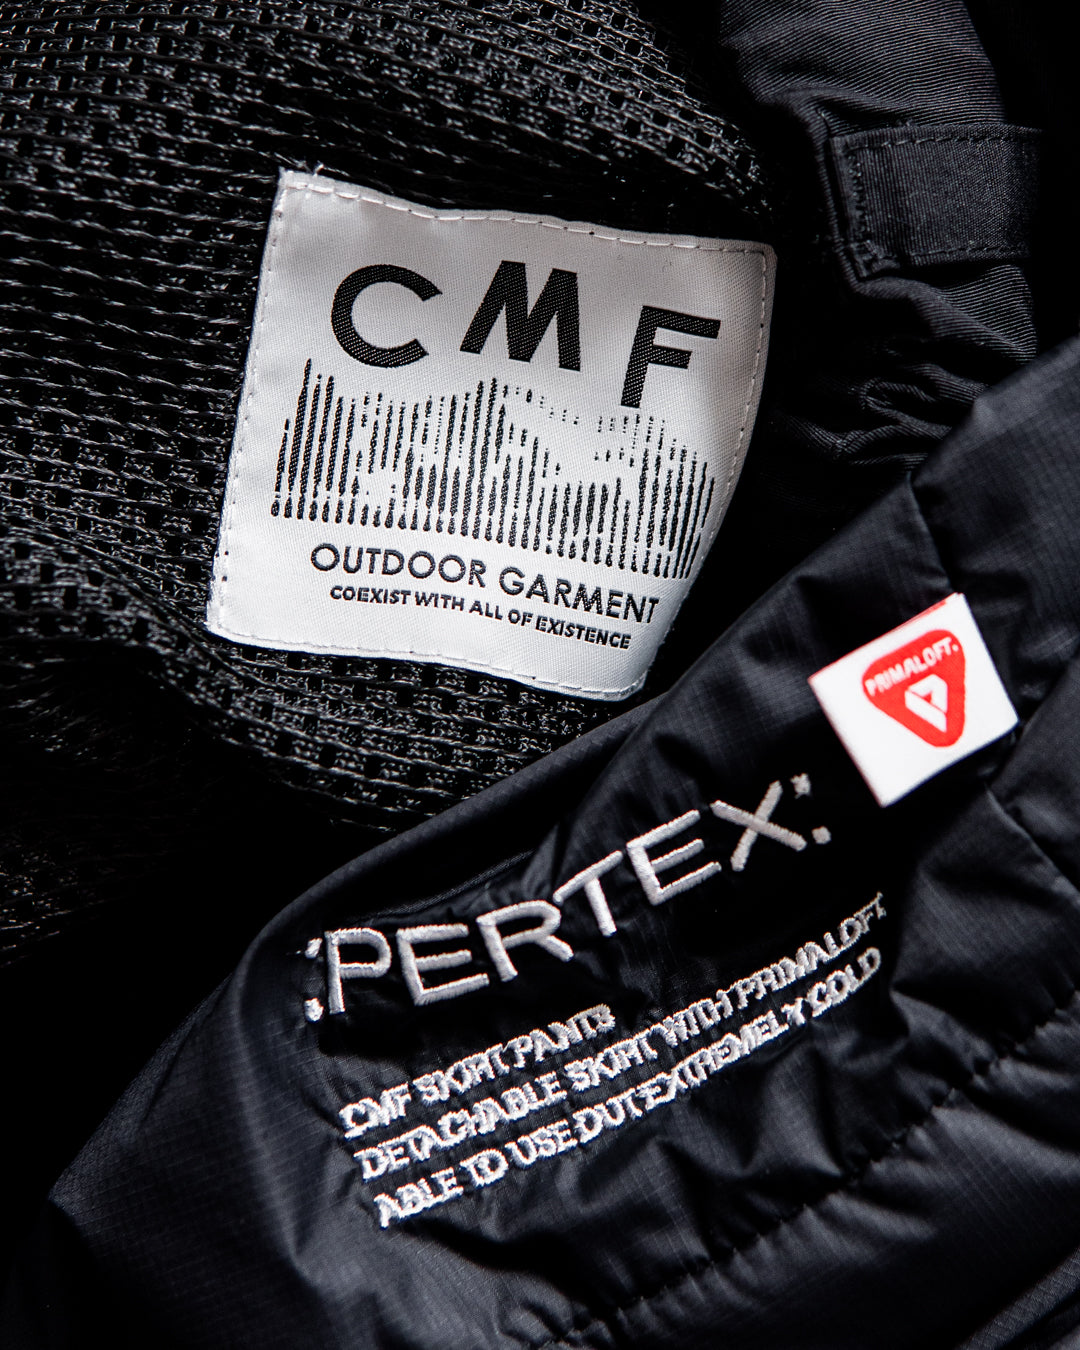 CMF
OUTDOOR GARMENT
COEXIST WITH ALL OF EXISTENCE
PRIMALOFT.
:PERTEX:
CMF SKIRT PANTS
DETACHABLE SKIRT WITH PRIMALOFT
ABLE TO USE OUT EXTREMELY COLD